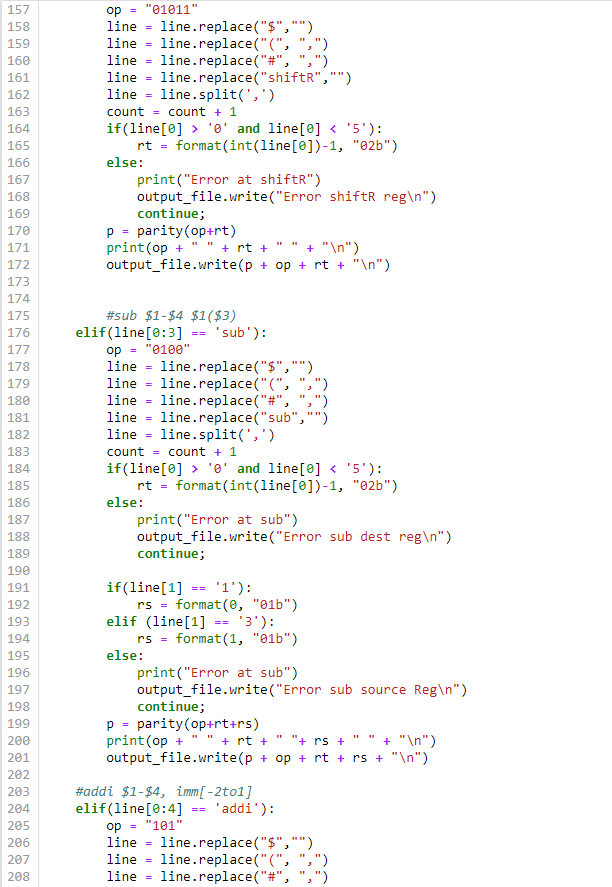 157         op = "01011"
158         line = line.replace("$","")
159         line = line.replace("(", ",")
160         line = line.replace("#", ",")
161         line = line.replace("shiftR","")
162         line = line.split(',')
163         count = count + 1
164         if(line[0] > '0' and line[0] < '5'):
165             rt = format(int(line[0])-1, "02b")
166         else:
167             print("Error at shiftR")
168             output_file.write("Error shiftR reg\n")
169             continue;
170         p = parity(op+rt)
171         print(op + " " + rt + " " + "\n")
172         output_file.write(p + op + rt + "\n")
173
174
175         #sub $1-$4 $1($3)
176     elif(line[0:3] == 'sub'):
177         op = "0100"
178         line = line.replace("$","")
179         line = line.replace("(", ",")
180         line = line.replace("#", ",")
181         line = line.replace("sub","")
182         line = line.split(',')
183         count = count + 1
184         if(line[0] > '0' and line[0] < '5'):
185             rt = format(int(line[0])-1, "02b")
186         else:
187             print("Error at sub")
188             output_file.write("Error sub dest reg\n")
189             continue;
190
191         if(line[1] == '1'):
192             rs = format(0, "01b")
193         elif (line[1] == '3'):
194             rs = format(1, "01b")
195         else:
196             print("Error at sub")
197             output_file.write("Error sub source Reg\n")
198             continue;
199         p = parity(op+rt+rs)
200         print(op + " " + rt + " "+ rs + " " + "\n")
201         output_file.write(p + op + rt + rs + "\n")
202
203     #addi $1-$4, imm[-2to1]
204     elif(line[0:4] == 'addi'):
205         op = "101"
206         line = line.replace("$","")
207         line = line.replace("(", ",")
208         line = line.replace("#", ",")